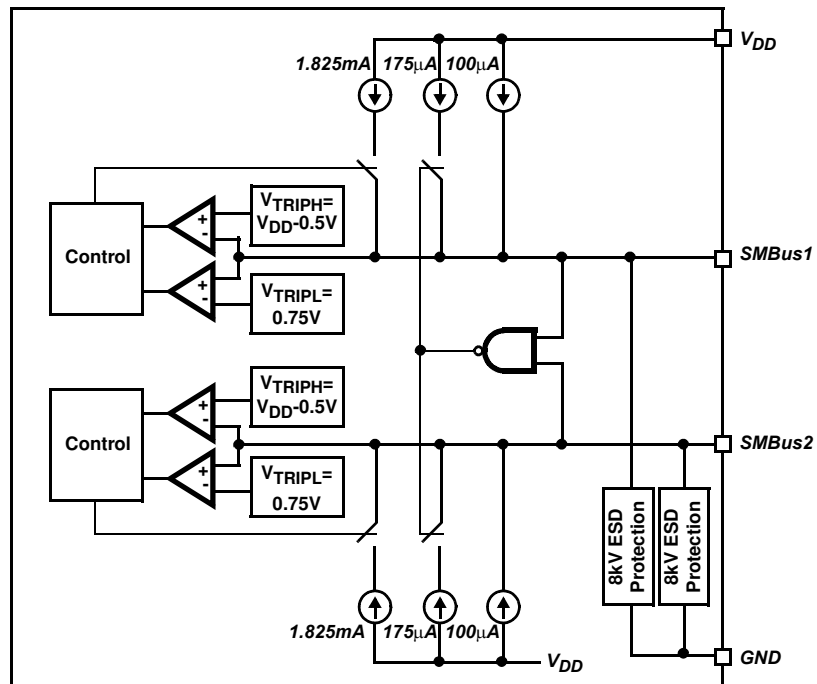 V_DD
1.825mA 175µA 100µA
V_TRIPH=
V_DD-0.5V
Control
+
-
+
-
SMBus1
V_TRIPL=
0.75V
V_TRIPH=
V_DD-0.5V
Control
+
-
+
-
SMBus2
V_TRIPL=
0.75V
8kV ESD
Protection
8kV ESD
Protection
1.825mA 175µA 100µA
V_DD
GND